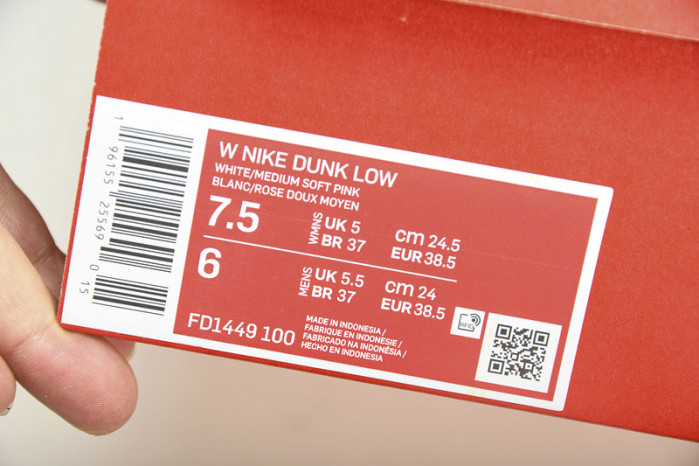 W NIKE DUNK LOW
WHITE/MEDIUM SOFT PINK
BLANC/ROSE DOUX MOYEN
7.5 WMNS UK 5 cm 24.5
BR 37 EUR 38.5
6 MENS UK 5.5 cm 24
BR 37 EUR 38.5
FD1449 100
MADE IN INDONESIA/
FABRIQUE EN INDONESIE/
FABRICADO NA INDONÉSIA/
HECHO EN INDONESIA
RFID
1 96155 25569 0 15